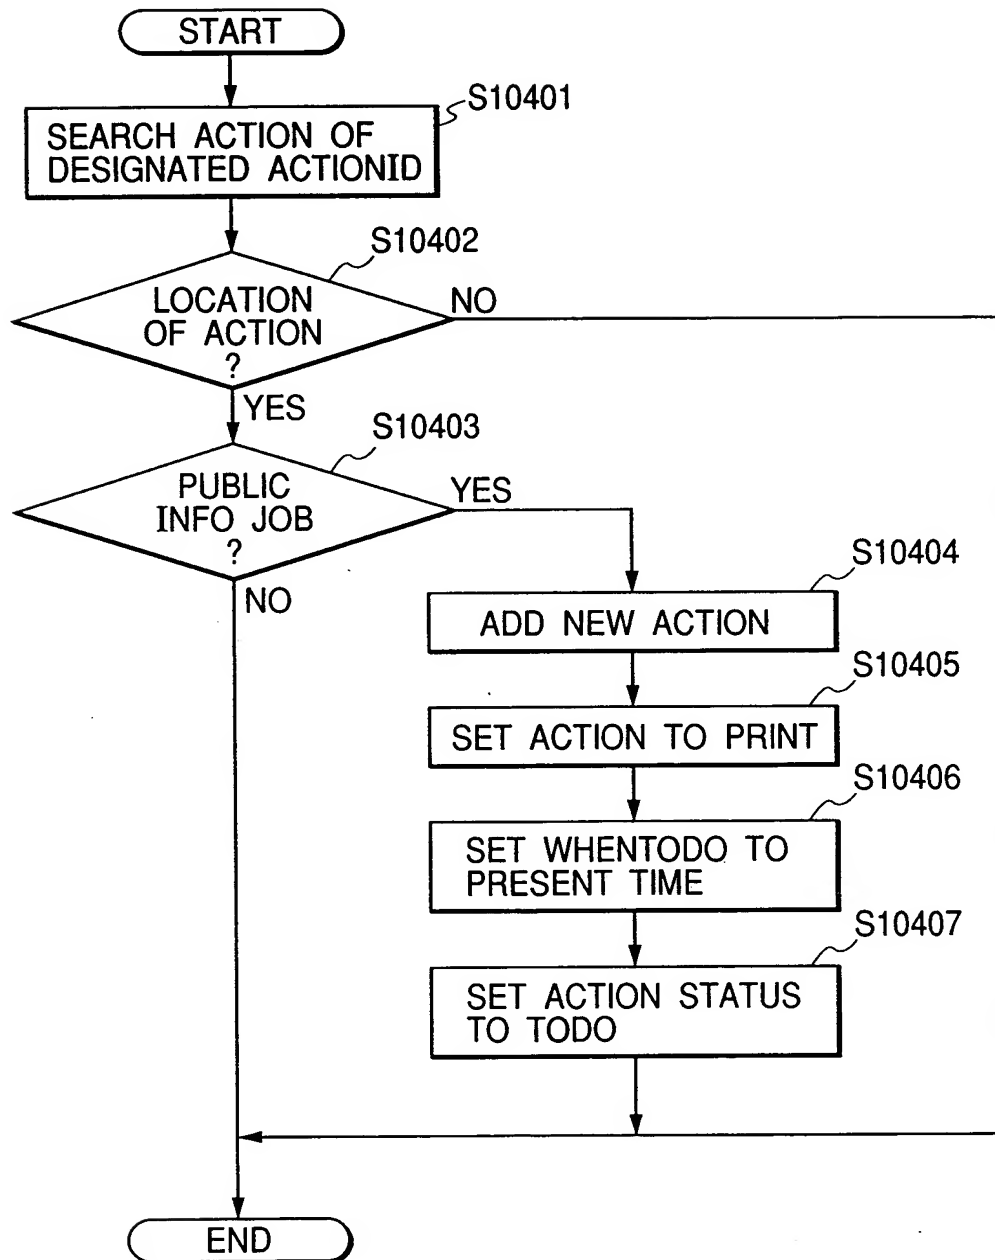 START
S10401
SEARCH ACTION OF
DESIGNATED ACTIONID
S10402
LOCATION
OF ACTION
?
NO
YES
S10403
PUBLIC
INFO JOB
?
YES
NO
S10404
ADD NEW ACTION
S10405
SET ACTION TO PRINT
S10406
SET WHENTODO TO
PRESENT TIME
S10407
SET ACTION STATUS
TO TODO
END